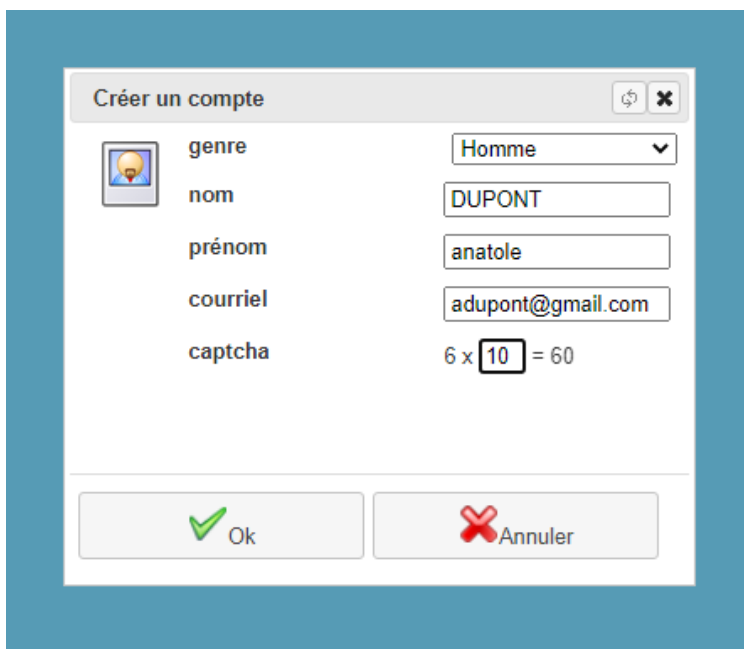 Créer un compte
genre Homme
nom DUPONT
prénom anatole
courriel adupont@gmail.com
captcha 6 x 10 = 60
Ok Annuler